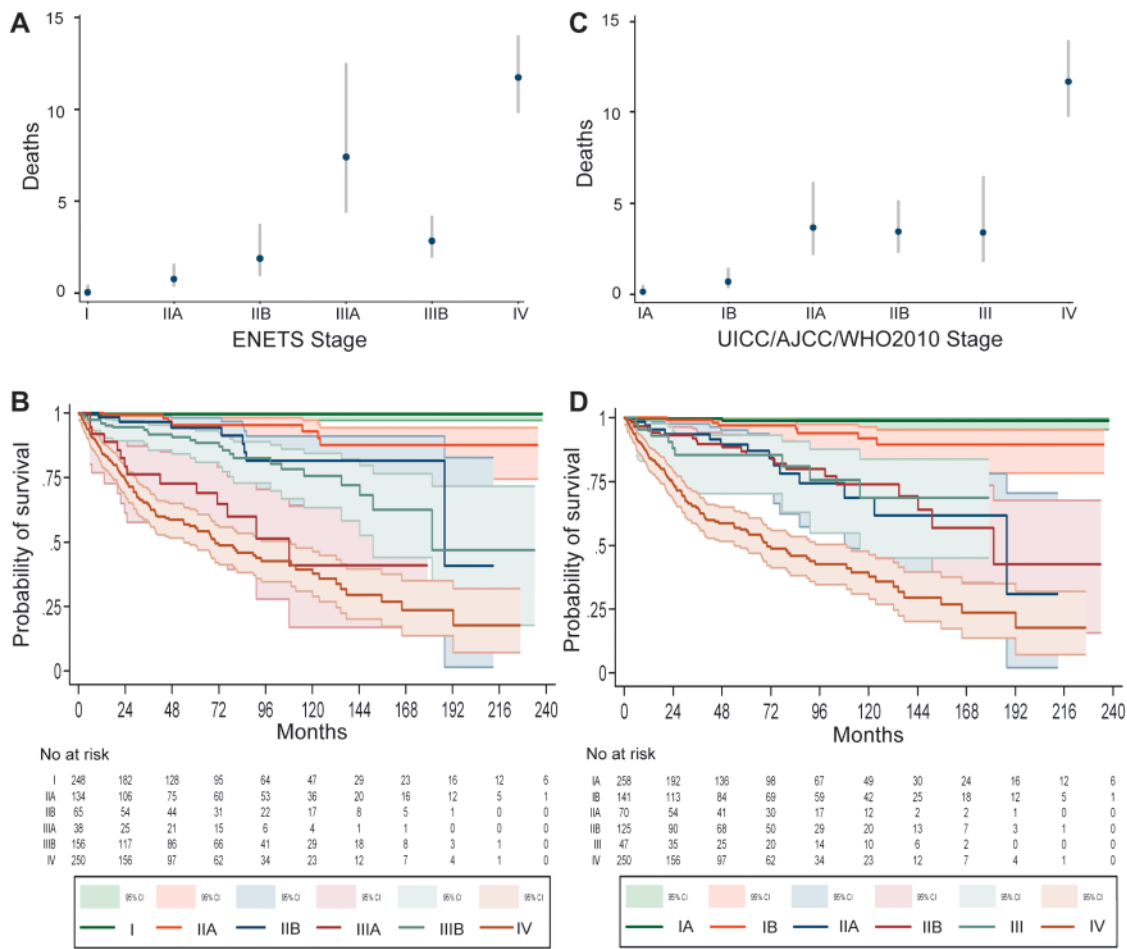 A
15
10
5
0
Deaths
I IIA IIB IIIA IIIB IV
ENETS Stage
C
15
10
5
0
Deaths
IA IB IIA IIB III IV
UICC/AJCC/WHO2010 Stage
B
1
.75
.5
.25
0
Probability of survival
0 24 48 72 96 120 144 168 192 216 240
Months
No at risk
I 248 182 128 95 64 47 29 23 16 12 6
IIA 134 106 75 60 53 36 20 16 12 5 1
IIB 65 54 44 31 22 17 8 5 1 0 0
IIIA 38 25 21 15 6 4 1 1 0 0 0
IIIB 156 117 86 66 41 29 18 8 3 1 0
IV 250 156 97 62 34 23 12 7 4 1 0
95% CI 95% CI 95% CI 95% CI 95% CI 95% CI
I IIA IIB IIIA IIIB IV
D
1
.75
.5
.25
0
Probability of survival
0 24 48 72 96 120 144 168 192 216 240
Months
No at risk
IA 258 192 136 98 67 49 30 24 16 12 6
IB 141 113 84 69 59 42 25 18 12 5 1
IIA 70 54 41 30 17 12 2 2 1 0 0
IIB 125 90 68 50 29 20 13 7 3 1 0
III 47 35 25 20 14 10 6 2 0 0 0
IV 250 156 97 62 34 23 12 7 4 1 0
95% CI 95% CI 95% CI 95% CI 95% CI 95% CI
IA IB IIA IIB III IV